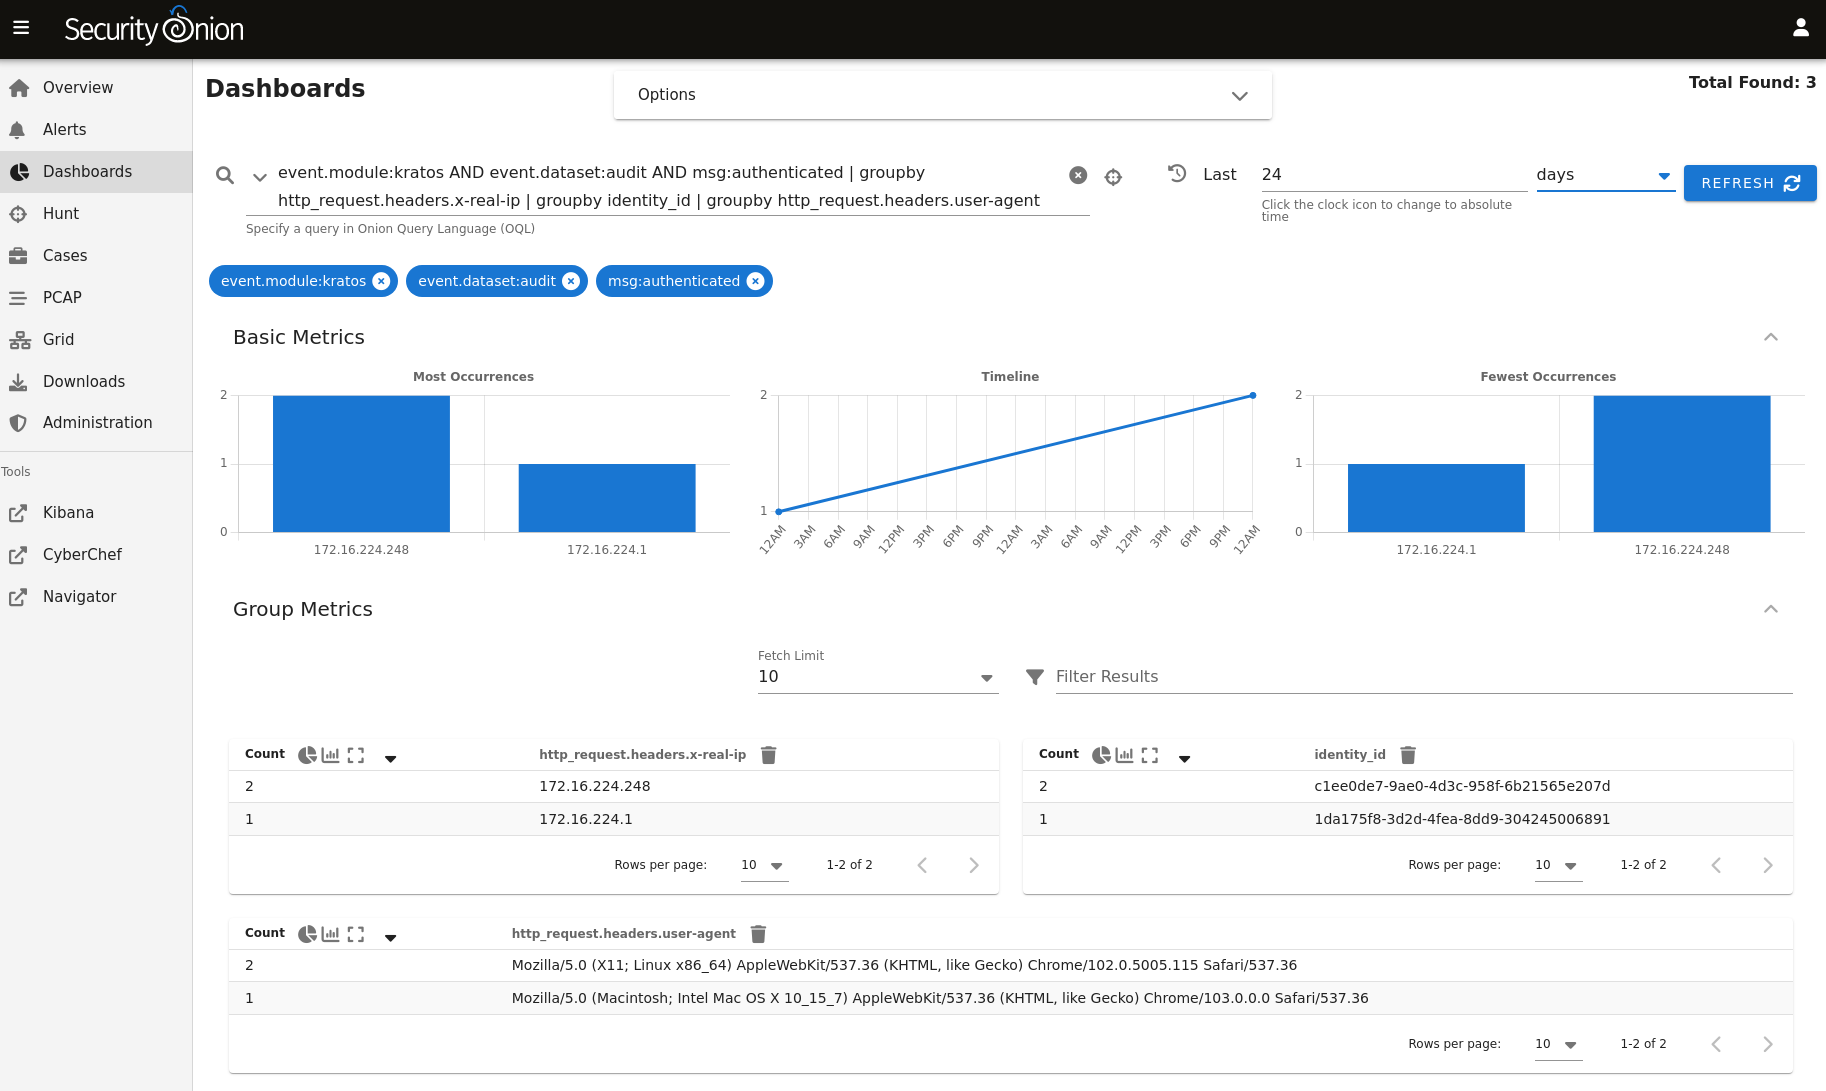 Security Onion
Overview
Alerts
Dashboards
Hunt
Cases
PCAP
Grid
Downloads
Administration
Tools
Kibana
CyberChef
Navigator
Dashboards
Options
Total Found: 3
event.module:kratos AND event.dataset:audit AND msg:authenticated | groupby
http_request.headers.x-real-ip | groupby identity_id | groupby http_request.headers.user-agent
Specify a query in Onion Query Language (OQL)
Last
24
Click the clock icon to change to absolute
time
days
REFRESH
event.module:kratos
event.dataset:audit
msg:authenticated
Basic Metrics
Most Occurrences
2
1
0
172.16.224.248
172.16.224.1
Timeline
2
1
12AM
3AM
6AM
9AM
12PM
3PM
6PM
9PM
12AM
3AM
6AM
9AM
12PM
3PM
6PM
9PM
12AM
Fewest Occurrences
2
1
0
172.16.224.1
172.16.224.248
Group Metrics
Fetch Limit
10
Filter Results
Count http_request.headers.x-real-ip
2 172.16.224.248
1 172.16.224.1
Rows per page: 10 1-2 of 2
Count identity_id
2 c1ee0de7-9ae0-4d3c-958f-6b21565e207d
1 1da175f8-3d2d-4fea-8dd9-304245006891
Rows per page: 10 1-2 of 2
Count http_request.headers.user-agent
2 Mozilla/5.0 (X11; Linux x86_64) AppleWebKit/537.36 (KHTML, like Gecko) Chrome/102.0.5005.115 Safari/537.36
1 Mozilla/5.0 (Macintosh; Intel Mac OS X 10_15_7) AppleWebKit/537.36 (KHTML, like Gecko) Chrome/103.0.0.0 Safari/537.36
Rows per page: 10 1-2 of 2